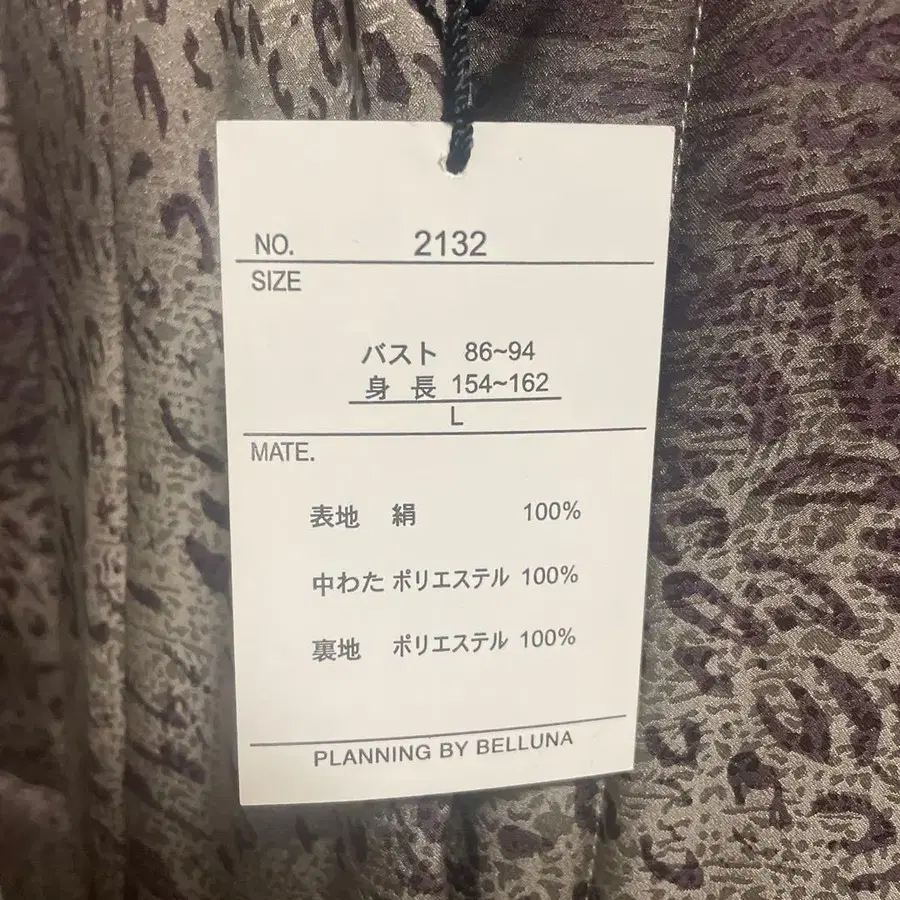 NO. 2132
SIZE
バスト 86~94
身 長 154~162
L
MATE.
表地 絹 100%
中わた ポリエステル 100%
裏地 ポリエステル 100%
PLANNING BY BELLUNA